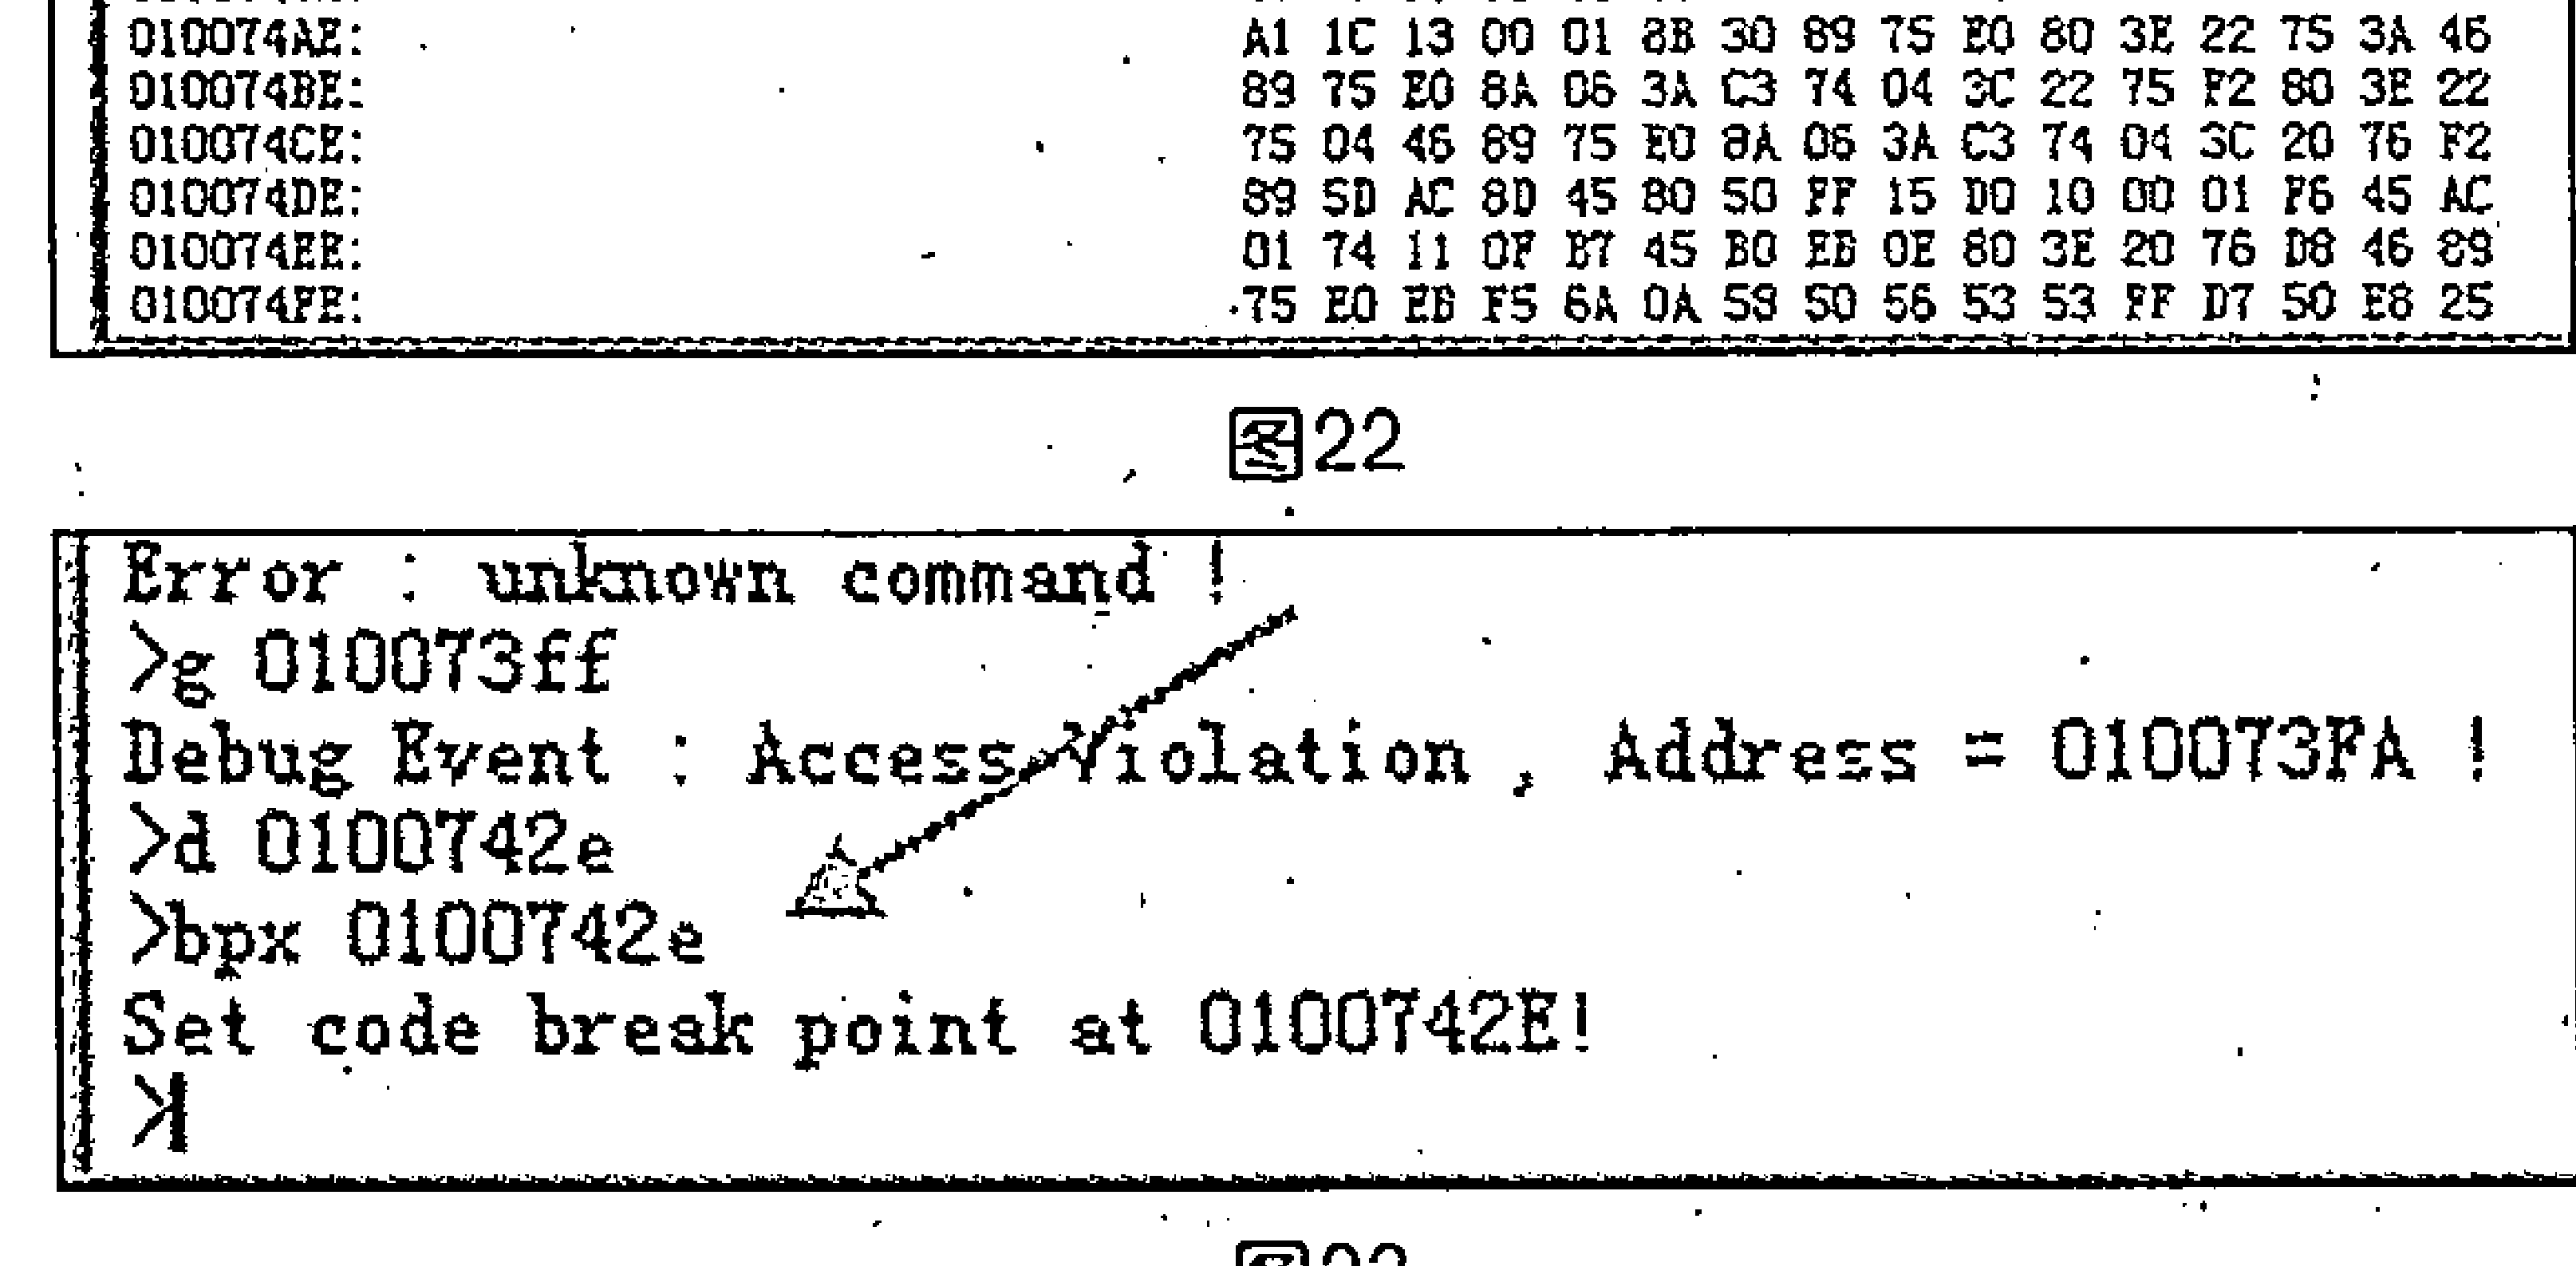 010074AE: A1 1C 13 00 01 8B 30 89 75 E0 80 3E 22 75 3A 46
010074BE: 89 75 E0 8A 06 3A C3 74 04 3C 22 75 F2 80 3E 22
010074CE: 75 04 46 89 75 E0 8A 06 3A C3 74 04 3C 20 76 F2
010074DE: 89 5D AC 8D 45 80 50 FF 15 D0 10 00 01 F6 45 AC
010074EE: 01 74 11 0F B7 45 B0 EB 0E 80 3E 20 76 D8 46 89
010074FE: 75 E0 EB F5 6A 0A 58 50 56 53 53 FF D7 50 E8 25
图22
Error : unknown command !
>g 010073ff
Debug Event : Access Violation , Address = 010073FA !
>d 0100742e
>bpx 0100742e
Set code break point at 0100742E!
>